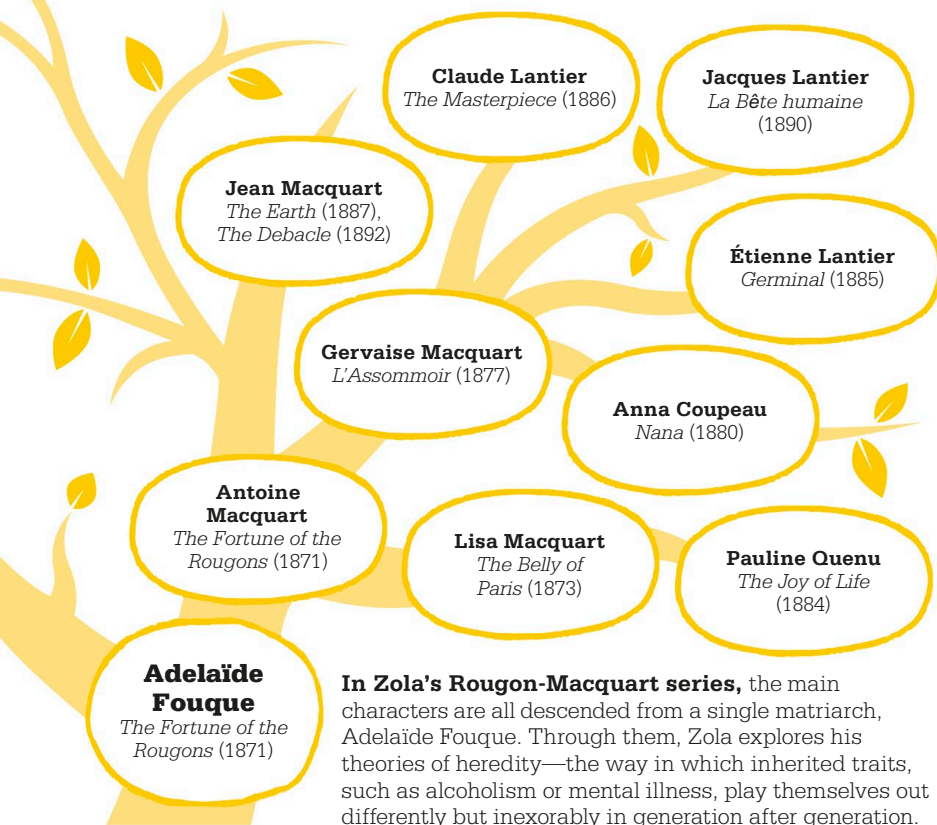 Claude Lantier
The Masterpiece (1886)
Jacques Lantier
La Bête humaine
(1890)
Jean Macquart
The Earth (1887),
The Debacle (1892)
Étienne Lantier
Germinal (1885)
Gervaise Macquart
L'Assommoir (1877)
Anna Coupeau
Nana (1880)
Antoine
Macquart
The Fortune of the
Rougons (1871)
Lisa Macquart
The Belly of
Paris (1873)
Pauline Quenu
The Joy of Life
(1884)
Adelaïde
Fouque
The Fortune of the
Rougons (1871)
In Zola's Rougon-Macquart series, the main
characters are all descended from a single matriarch,
Adelaïde Fouque. Through them, Zola explores his
theories of heredity—the way in which inherited traits,
such as alcoholism or mental illness, play themselves out
differently but inexorably in generation after generation.